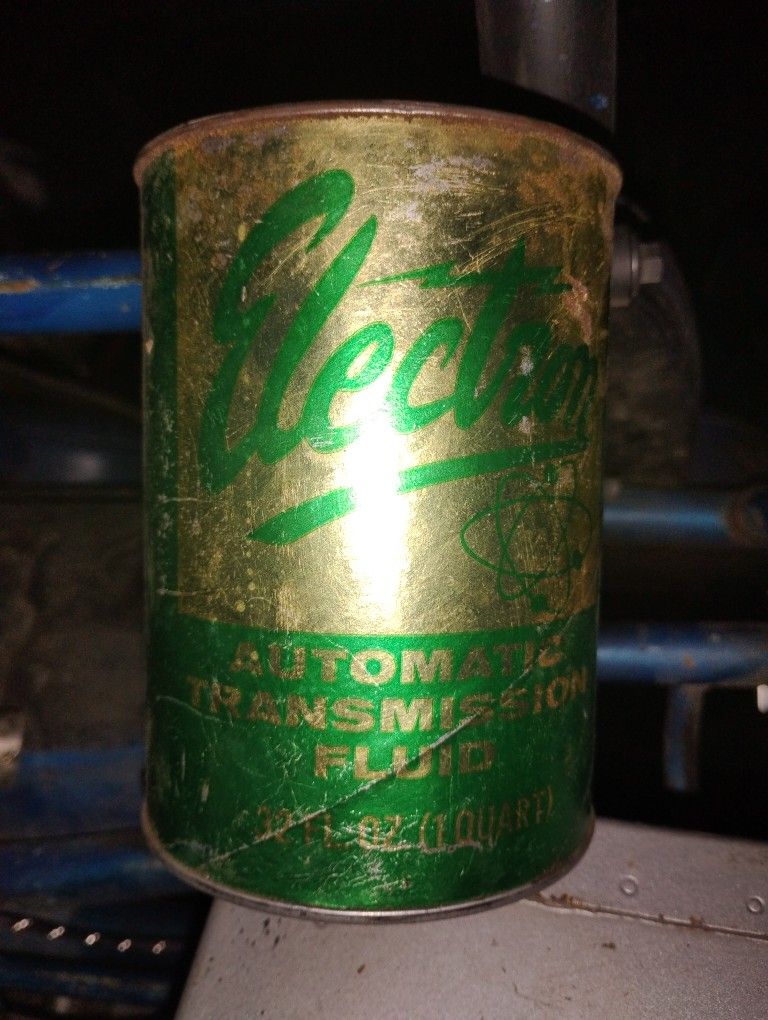 Electron
AUTOMATIC
TRANSMISSION
FLUID
32 FL. OZ. (1 QUART)